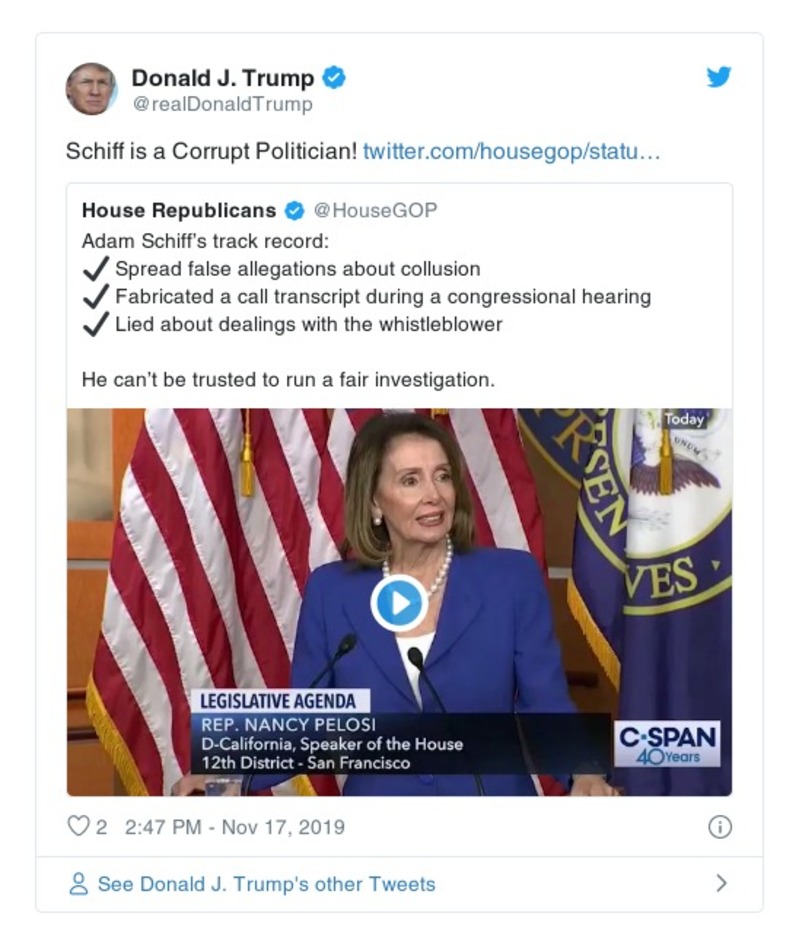 Donald J. Trump
@realDonaldTrump
Schiff is a Corrupt Politician! twitter.com/housegop/statu…
House Republicans @HouseGOP
Adam Schiff's track record:
✔ Spread false allegations about collusion
✔ Fabricated a call transcript during a congressional hearing
✔ Lied about dealings with the whistleblower
He can't be trusted to run a fair investigation.
Today
VES
LEGISLATIVE AGENDA
REP. NANCY PELOSI
D-California, Speaker of the House
12th District - San Francisco
C-SPAN
40Years
2 2:47 PM - Nov 17, 2019
See Donald J. Trump's other Tweets